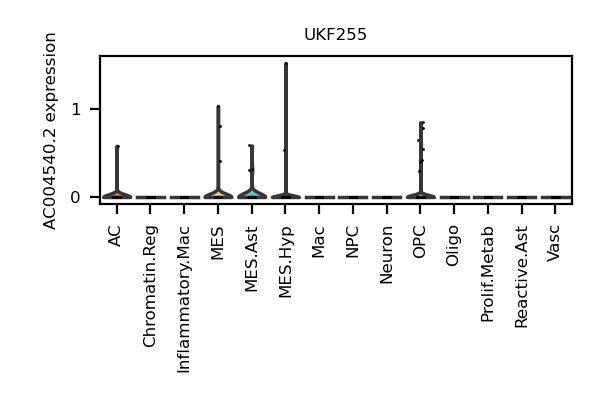 UKF255
AC004540.2 expression
1
0
AC
Chromatin.Reg
Inflammatory.Mac
MES
MES.Ast
MES.Hyp
Mac
NPC
Neuron
OPC
Oligo
Prolif.Metab
Reactive.Ast
Vasc